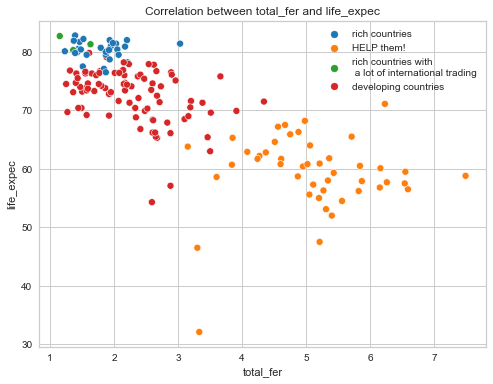 Correlation between total_fer and life_expec
rich countries
HELP them!
rich countries with
a lot of international trading
developing countries
life_expec
80
70
60
50
40
30
1
2
3
4
5
6
7
total_fer